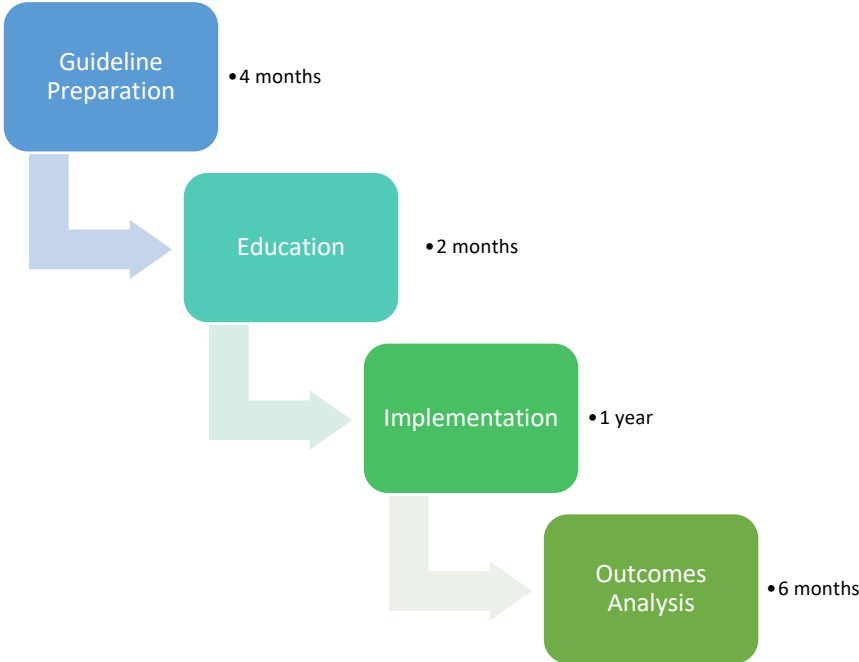 Guideline
Preparation
•4 months
Education
•2 months
Implementation
•1 year
Outcomes
Analysis
•6 months